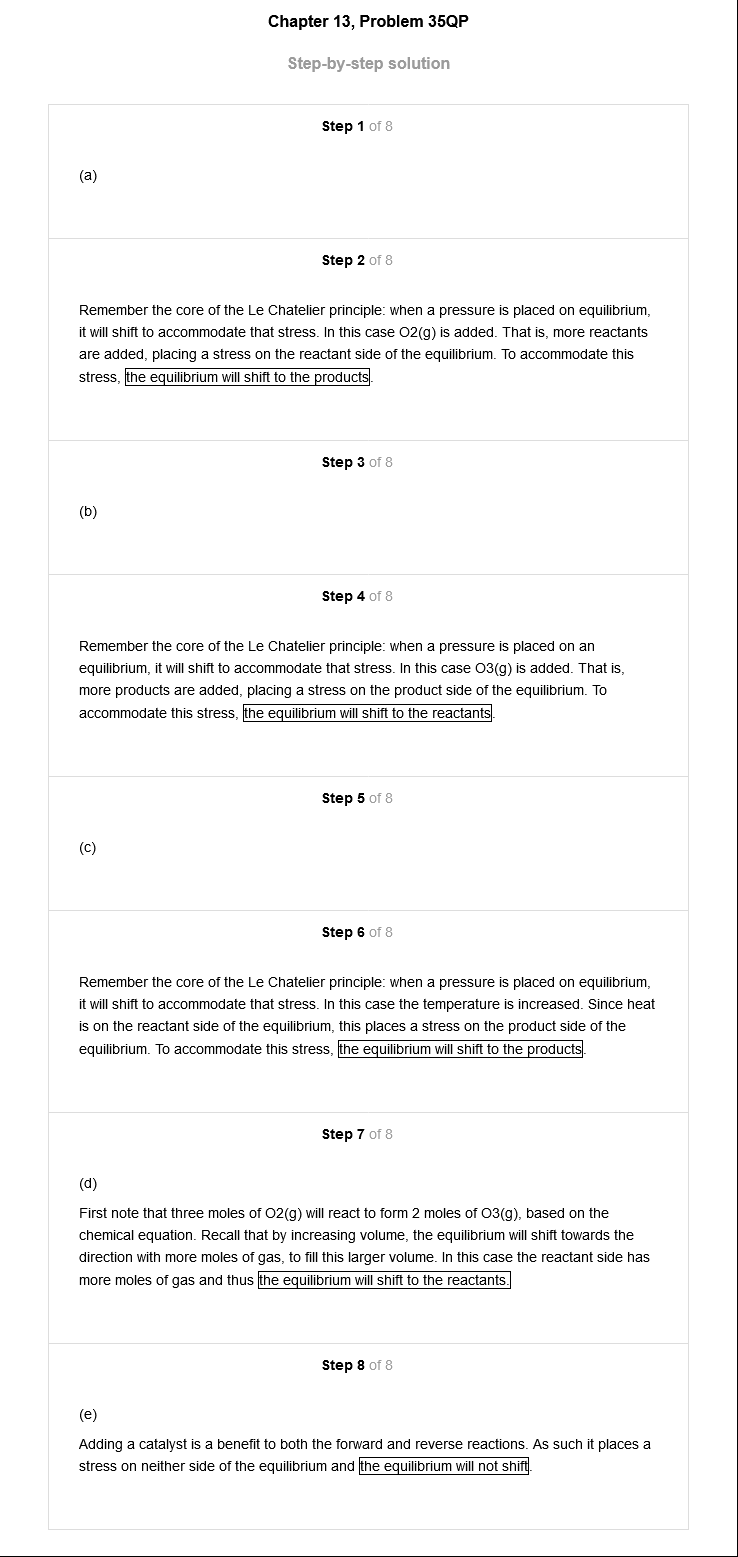 Chapter 13, Problem 35QP
Step-by-step solution
Step 1 of 8
(a)
Step 2 of 8
Remember the core of the Le Chatelier principle: when a pressure is placed on equilibrium,
it will shift to accommodate that stress. In this case O2(g) is added. That is, more reactants
are added, placing a stress on the reactant side of the equilibrium. To accommodate this
stress, the equilibrium will shift to the products.
Step 3 of 8
(b)
Step 4 of 8
Remember the core of the Le Chatelier principle: when a pressure is placed on an
equilibrium, it will shift to accommodate that stress. In this case O3(g) is added. That is,
more products are added, placing a stress on the product side of the equilibrium. To
accommodate this stress, the equilibrium will shift to the reactants.
Step 5 of 8
(c)
Step 6 of 8
Remember the core of the Le Chatelier principle: when a pressure is placed on equilibrium,
it will shift to accommodate that stress. In this case the temperature is increased. Since heat
is on the reactant side of the equilibrium, this places a stress on the product side of the
equilibrium. To accommodate this stress, the equilibrium will shift to the products.
Step 7 of 8
(d)
First note that three moles of O2(g) will react to form 2 moles of O3(g), based on the
chemical equation. Recall that by increasing volume, the equilibrium will shift towards the
direction with more moles of gas, to fill this larger volume. In this case the reactant side has
more moles of gas and thus the equilibrium will shift to the reactants.
Step 8 of 8
(e)
Adding a catalyst is a benefit to both the forward and reverse reactions. As such it places a
stress on neither side of the equilibrium and the equilibrium will not shift.